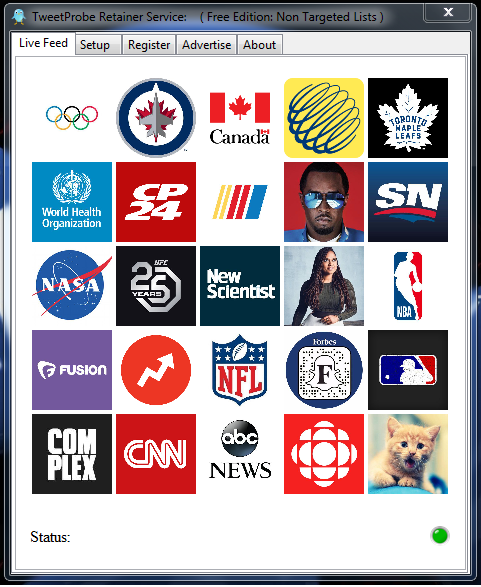 TweetProbe Retainer Service: ( Free Edition: Non Targeted Lists )
Live Feed Setup Register Advertise About
Canada
TORONTO
MAPLE
LEAFS
World Health
Organization
CP
24
SN
NASA
UFC
25
YEARS
New
Scientist
NBA
FUSION
NFL
Forbes
F
COM
PLEX
CNN
abc
NEWS
Status: